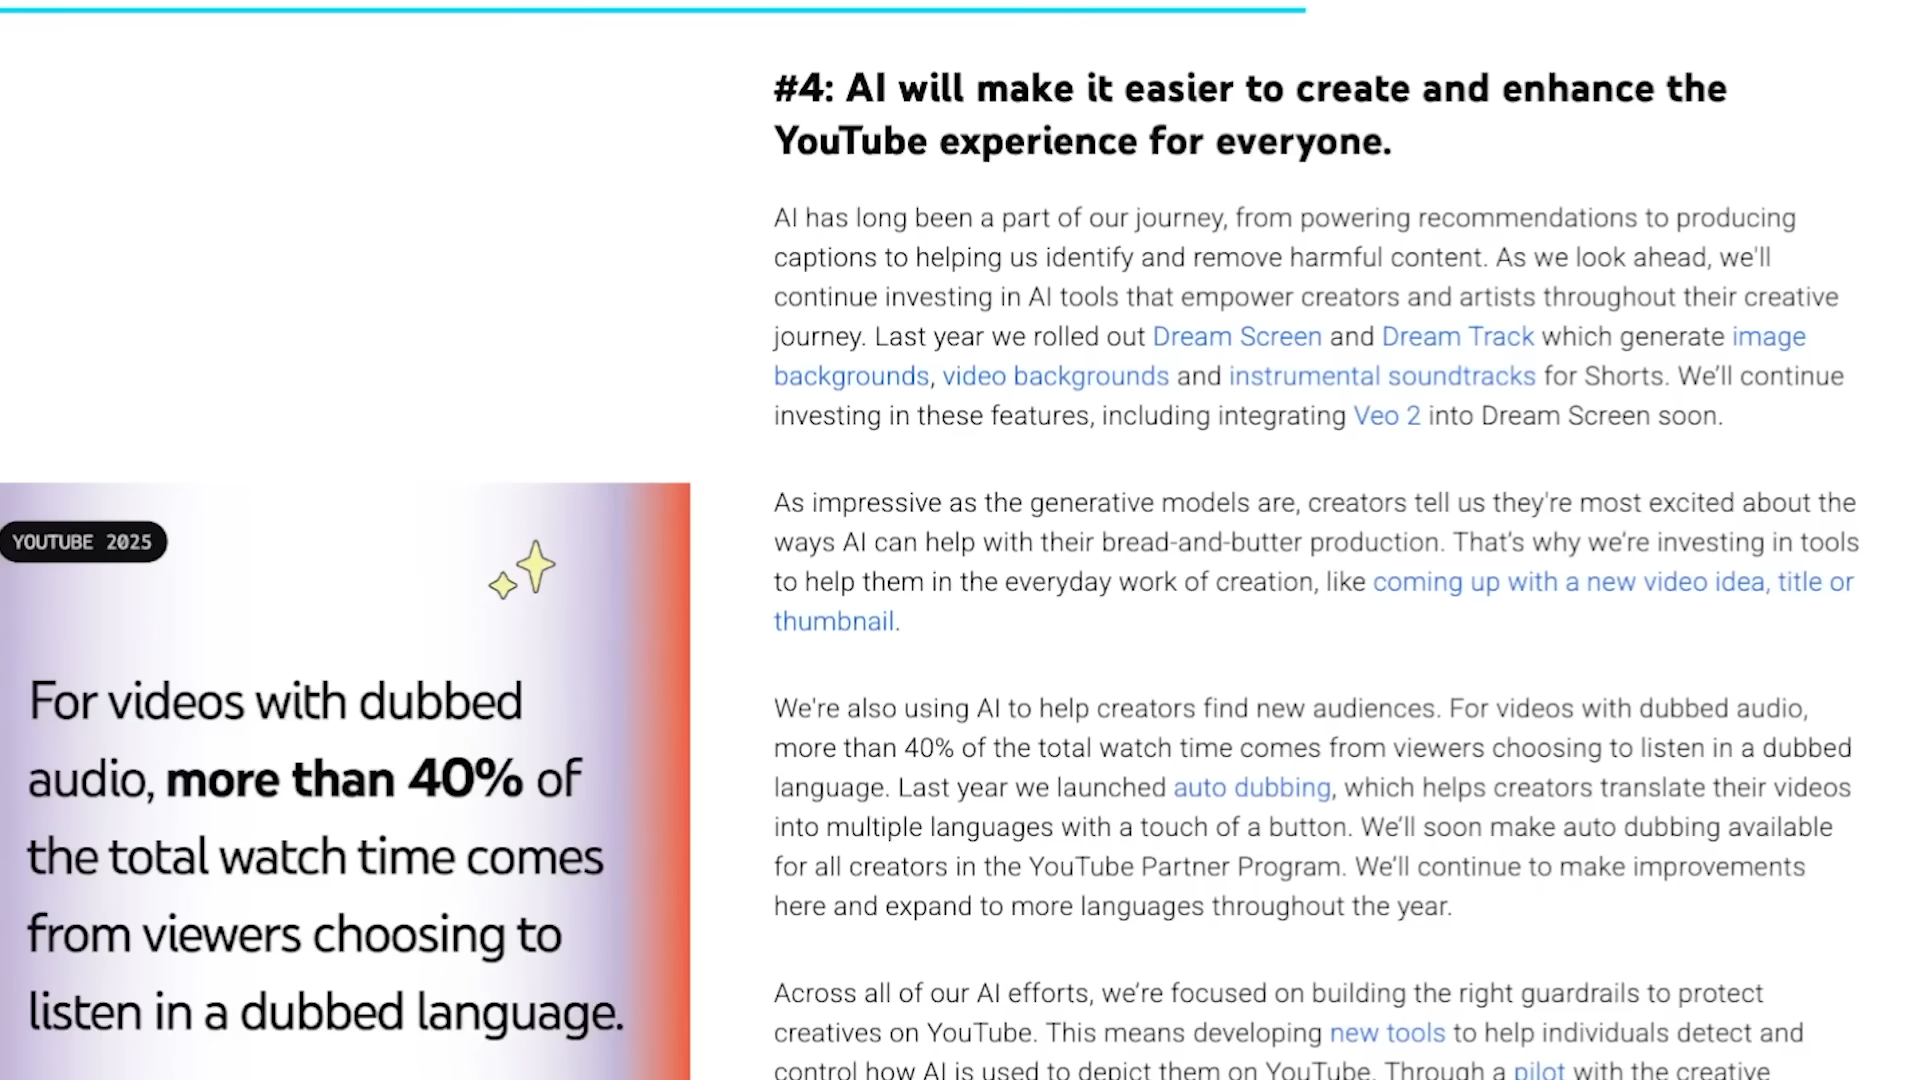 #4: AI will make it easier to create and enhance the
YouTube experience for everyone.
AI has long been a part of our journey, from powering recommendations to producing
captions to helping us identify and remove harmful content. As we look ahead, we'll
continue investing in AI tools that empower creators and artists throughout their creative
journey. Last year we rolled out Dream Screen and Dream Track which generate image
backgrounds, video backgrounds and instrumental soundtracks for Shorts. We’ll continue
investing in these features, including integrating Veo 2 into Dream Screen soon.
As impressive as the generative models are, creators tell us they're most excited about the
ways AI can help with their bread-and-butter production. That’s why we’re investing in tools
to help them in the everyday work of creation, like coming up with a new video idea, title or
thumbnail.
We're also using AI to help creators find new audiences. For videos with dubbed audio,
more than 40% of the total watch time comes from viewers choosing to listen in a dubbed
language. Last year we launched auto dubbing, which helps creators translate their videos
into multiple languages with a touch of a button. We’ll soon make auto dubbing available
for all creators in the YouTube Partner Program. We’ll continue to make improvements
here and expand to more languages throughout the year.
Across all of our AI efforts, we’re focused on building the right guardrails to protect
creatives on YouTube. This means developing new tools to help individuals detect and
control how AI is used to depict them on YouTube. Through a pilot with the creative
YOUTUBE 2025
For videos with dubbed
audio, more than 40% of
the total watch time comes
from viewers choosing to
listen in a dubbed language.